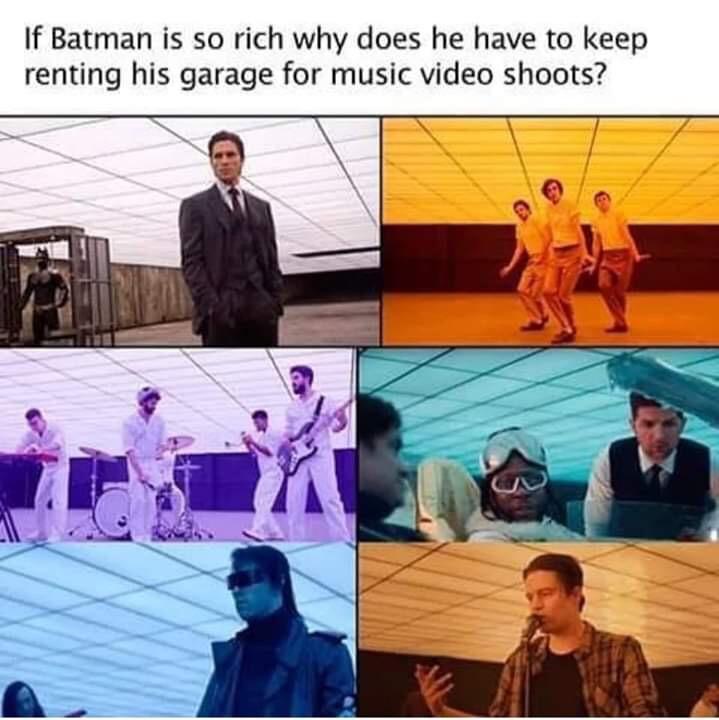 If Batman is so rich why does he have to keep
renting his garage for music video shoots?